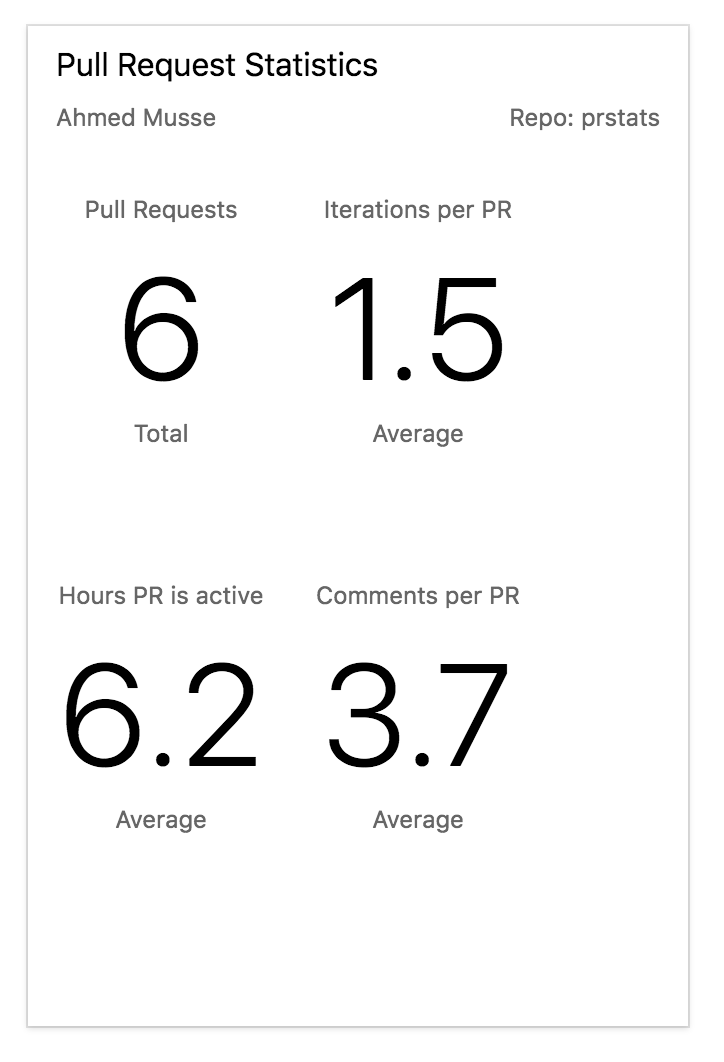 Pull Request Statistics
Ahmed Musse Repo: prstats
Pull Requests Iterations per PR
6 1.5
Total Average
Hours PR is active Comments per PR
6.2 3.7
Average Average